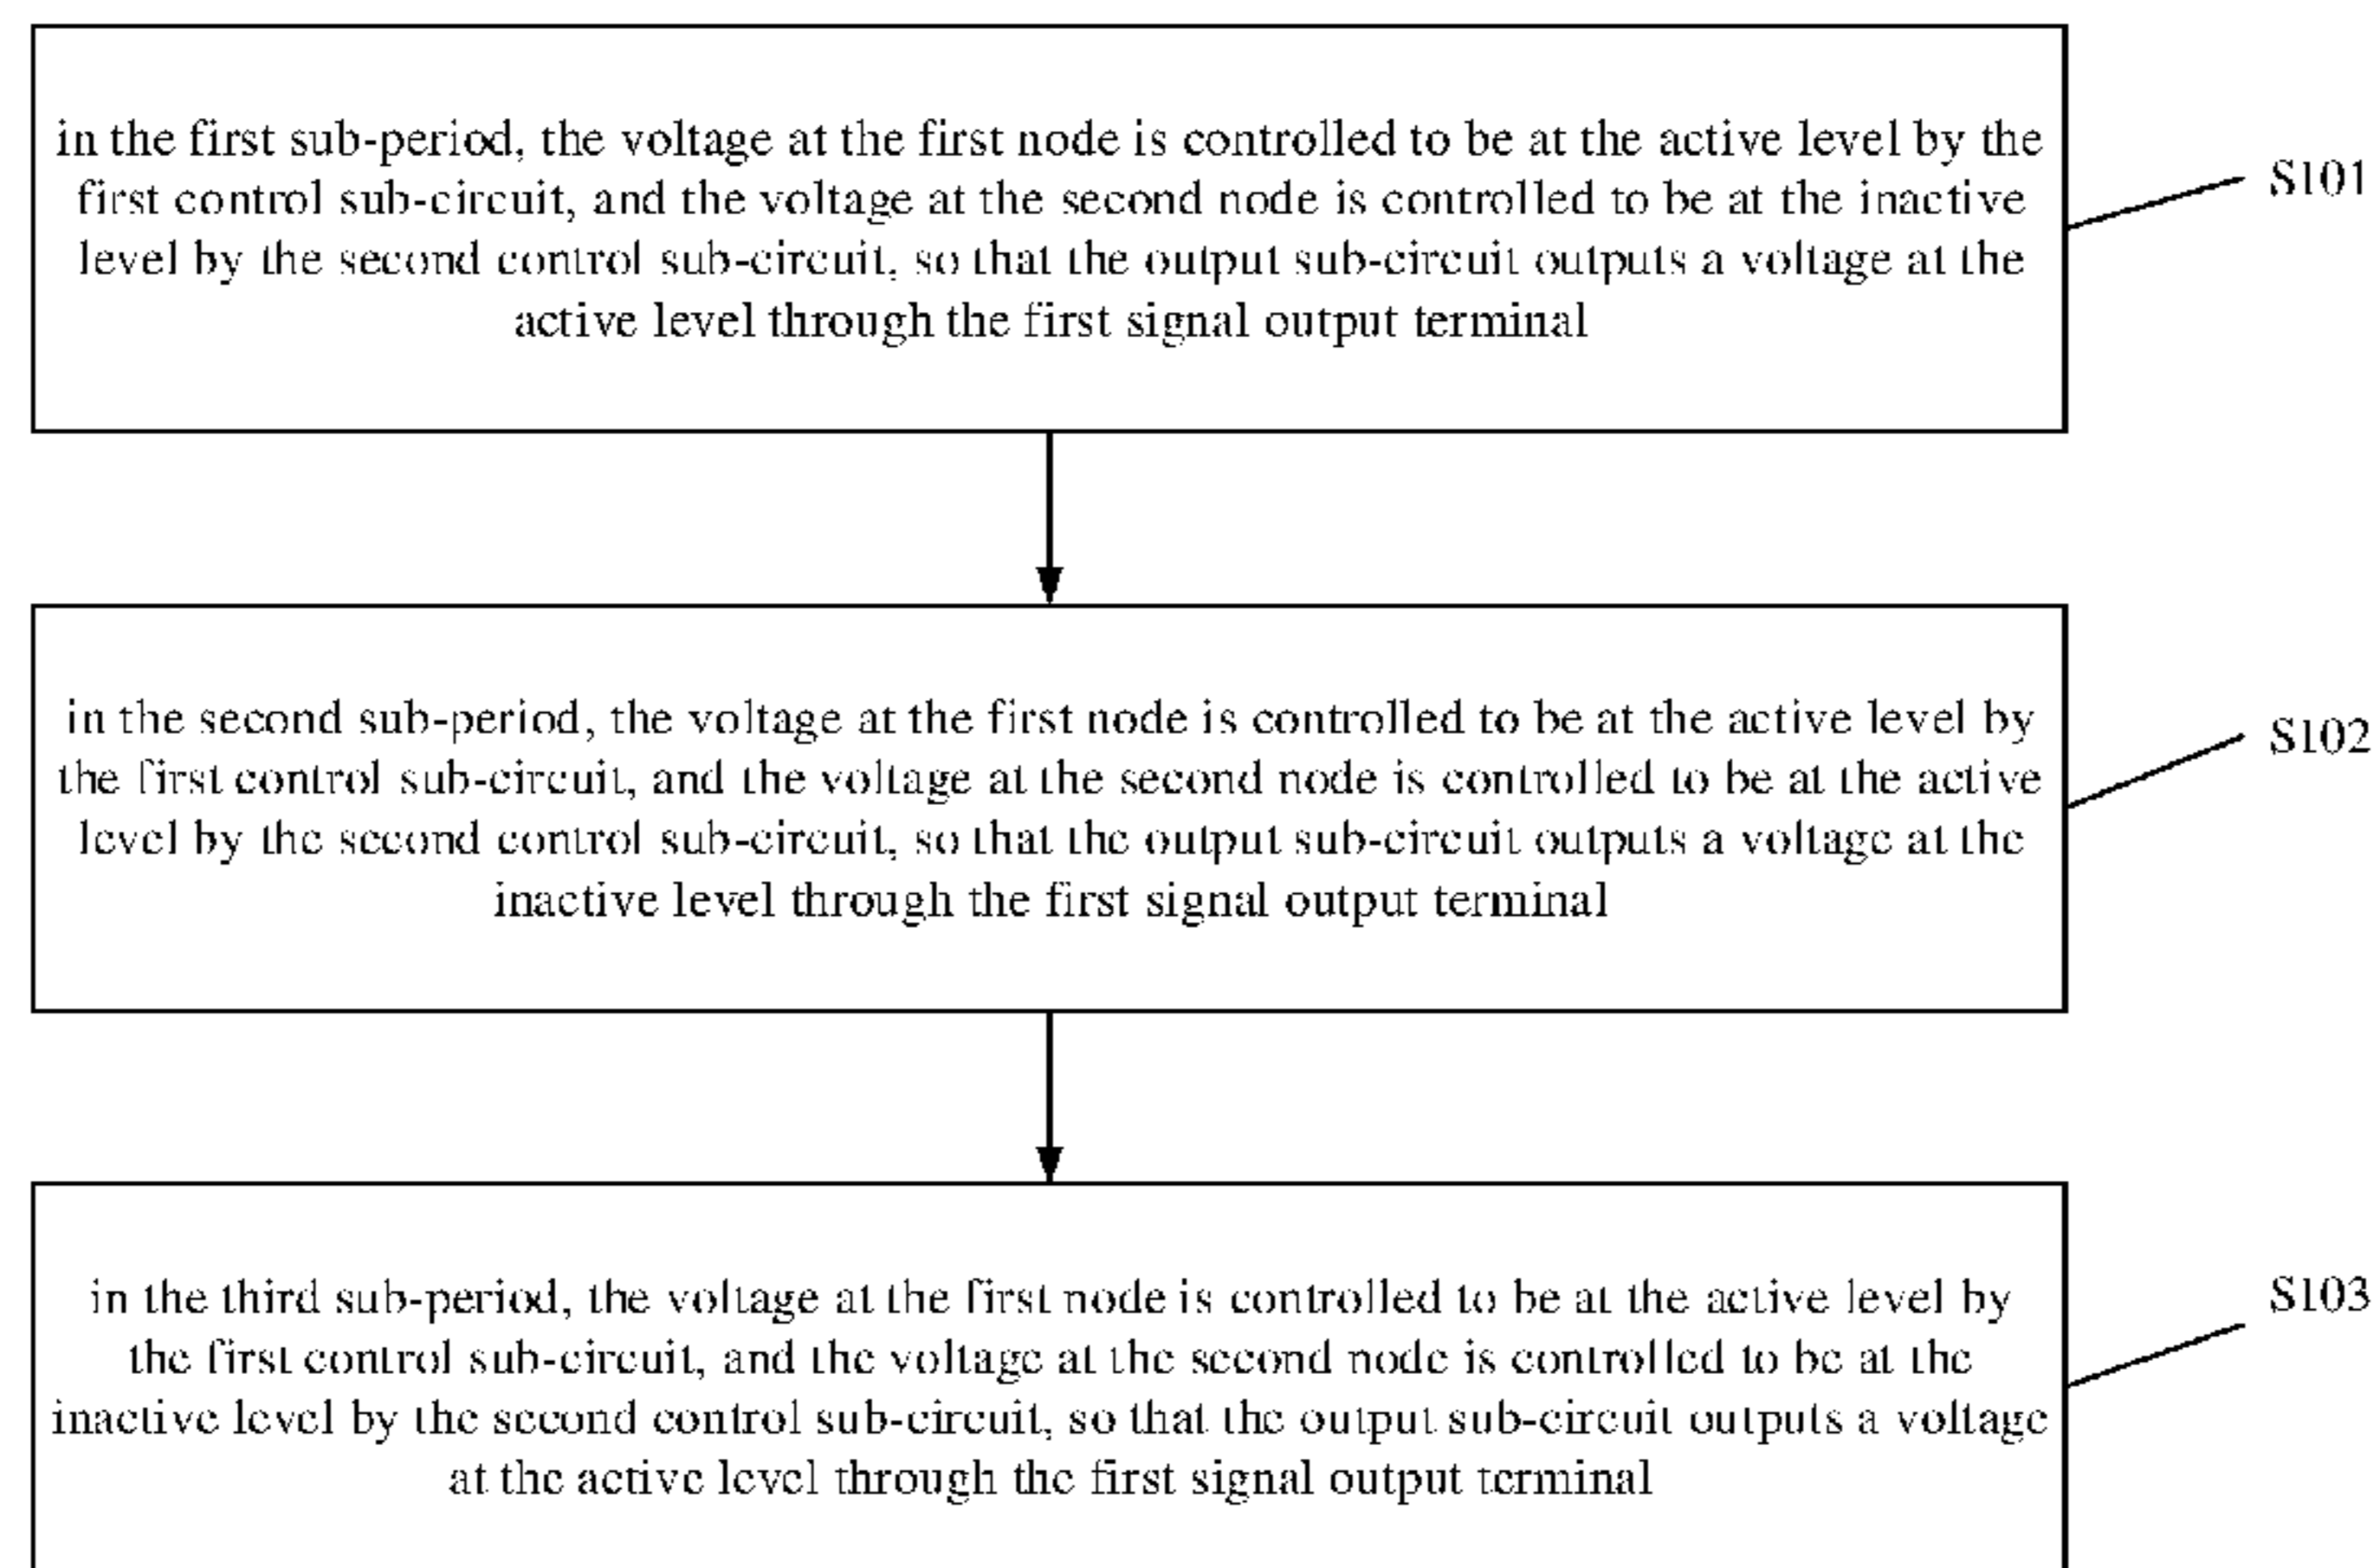 in the first sub-period, the voltage at the first node is controlled to be at the active level by the
first control sub-circuit, and the voltage at the second node is controlled to be at the inactive
level by the second control sub-circuit, so that the output sub-circuit outputs a voltage at the
active level through the first signal output terminal
S101
in the second sub-period, the voltage at the first node is controlled to be at the active level by
the first control sub-circuit, and the voltage at the second node is controlled to be at the active
level by the second control sub-circuit, so that the output sub-circuit outputs a voltage at the
inactive level through the first signal output terminal
S102
in the third sub-period, the voltage at the first node is controlled to be at the active level by
the first control sub-circuit, and the voltage at the second node is controlled to be at the
inactive level by the second control sub-circuit, so that the output sub-circuit outputs a voltage
at the active level through the first signal output terminal
S103